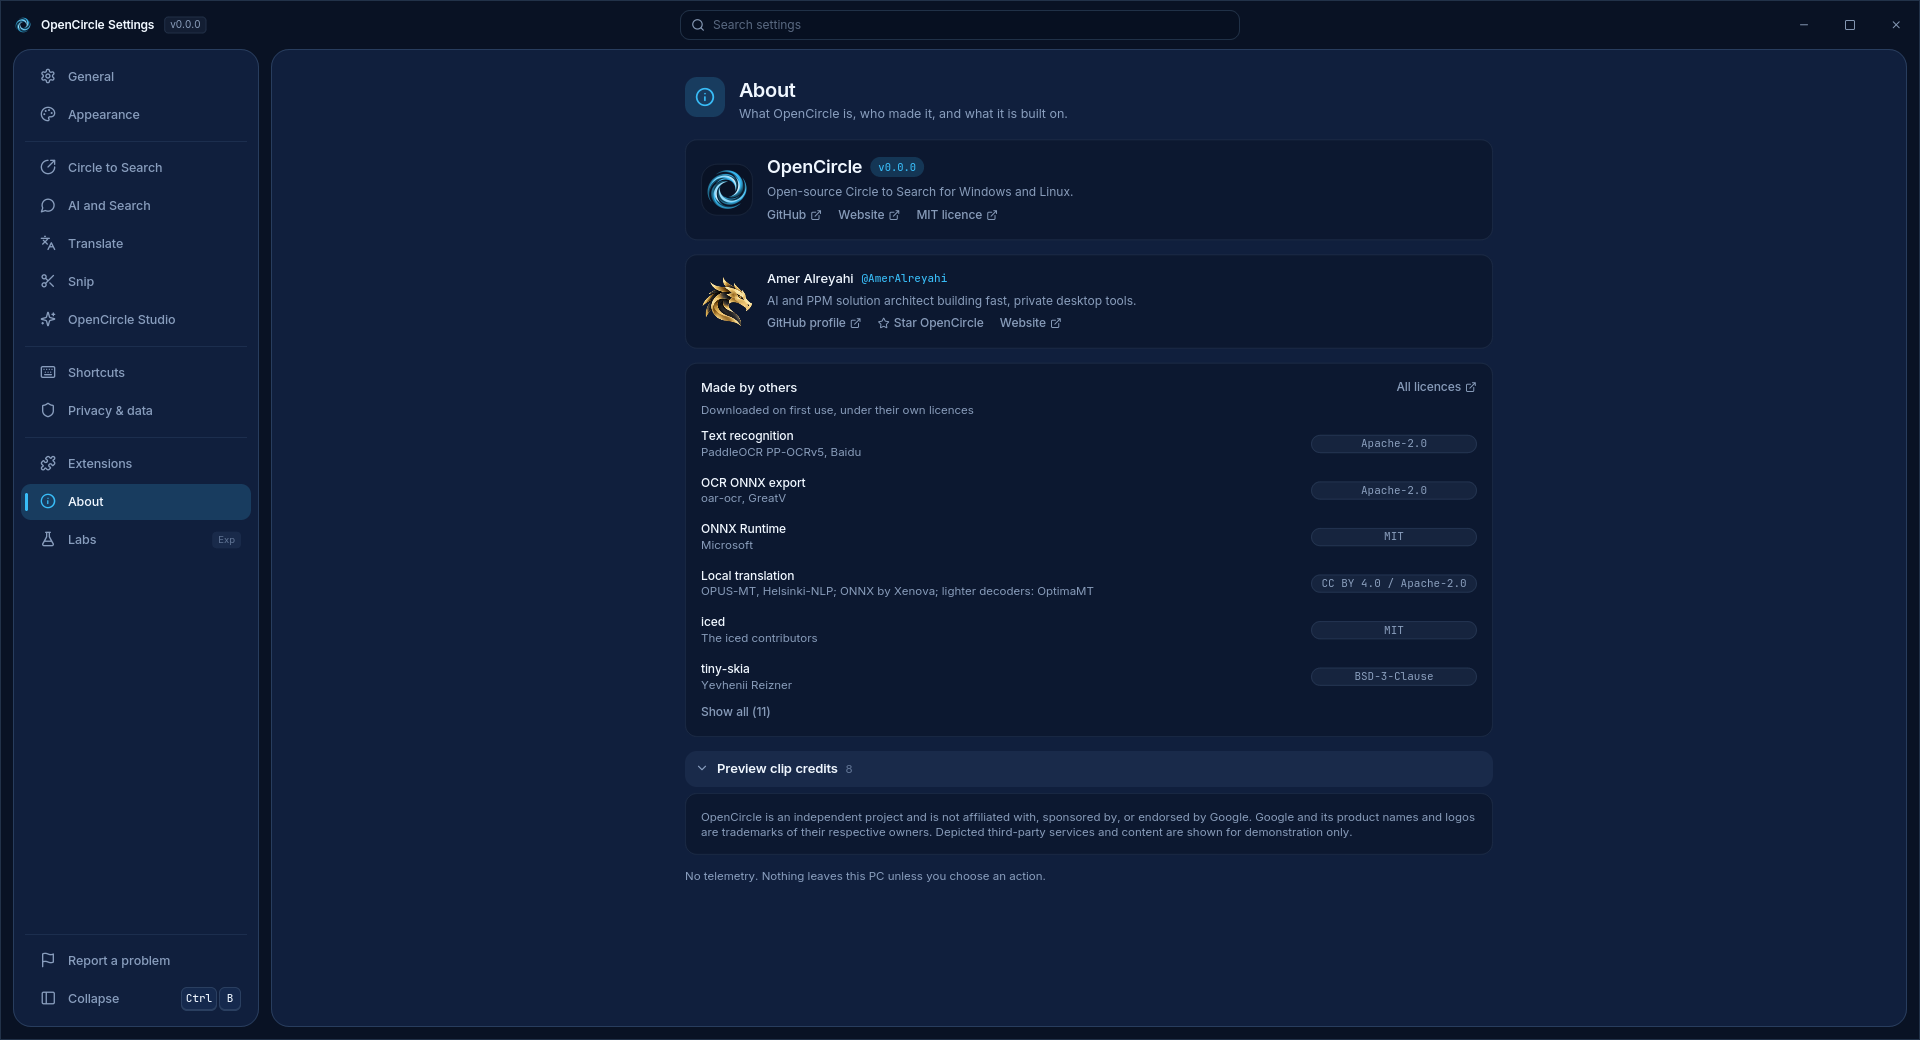 OpenCircle Settings v0.0.0
Search settings
General
Appearance
Circle to Search
AI and Search
Translate
Snip
OpenCircle Studio
Shortcuts
Privacy & data
Extensions
About
Labs Exp
Report a problem
Collapse Ctrl B
About
What OpenCircle is, who made it, and what it is built on.
OpenCircle v0.0.0
Open-source Circle to Search for Windows and Linux.
GitHub Website MIT licence
Amer Alreyahi @AmerAlreyahi
AI and PPM solution architect building fast, private desktop tools.
GitHub profile Star OpenCircle Website
Made by others All licences
Downloaded on first use, under their own licences
Text recognition
PaddleOCR PP-OCRv5, Baidu
Apache-2.0
OCR ONNX export
oar-ocr, GreatV
Apache-2.0
ONNX Runtime
Microsoft
MIT
Local translation
OPUS-MT, Helsinki-NLP; ONNX by Xenova; lighter decoders: OptimaMT
CC BY 4.0 / Apache-2.0
iced
The iced contributors
MIT
tiny-skia
Yevhenii Reizner
BSD-3-Clause
Show all (11)
Preview clip credits 8
OpenCircle is an independent project and is not affiliated with, sponsored by, or endorsed by Google. Google and its product names and logos
are trademarks of their respective owners. Depicted third-party services and content are shown for demonstration only.
No telemetry. Nothing leaves this PC unless you choose an action.